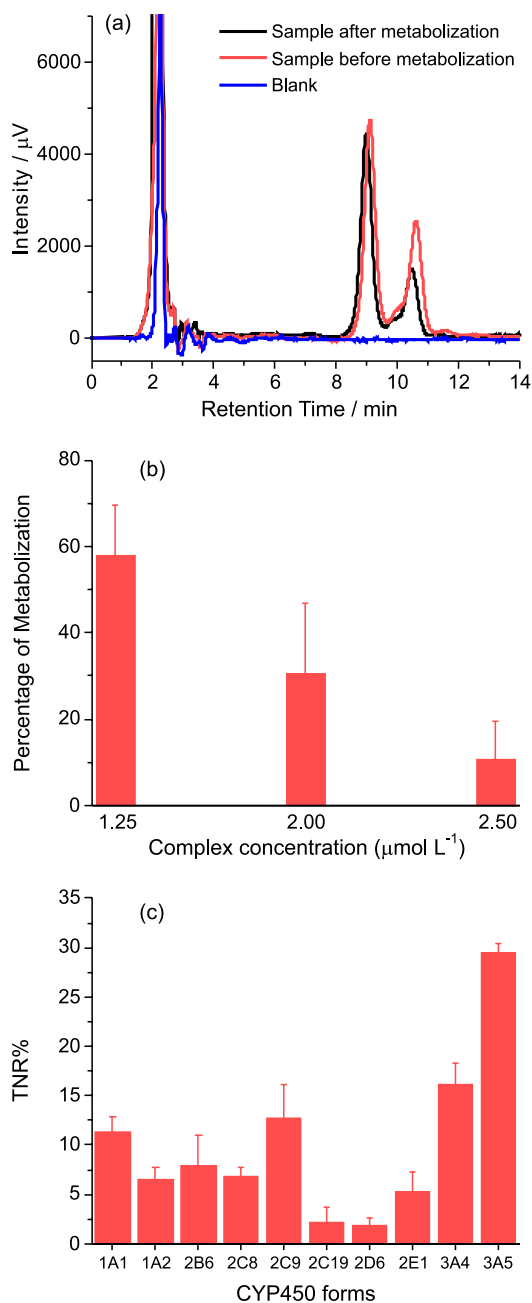 (a)
Sample after metabolization
Sample before metabolization
Blank
6000
4000
2000
0
Intensity / µV
0 2 4 6 8 10 12 14
Retention Time / min
(b)
80
60
40
20
0
Percentage of Metabolization
1.25 2.00 2.50
Complex concentration (µmol L⁻¹)
(c)
35
30
25
20
15
10
5
0
TNR%
1A1 1A2 2B6 2C8 2C9 2C19 2D6 2E1 3A4 3A5
CYP450 forms